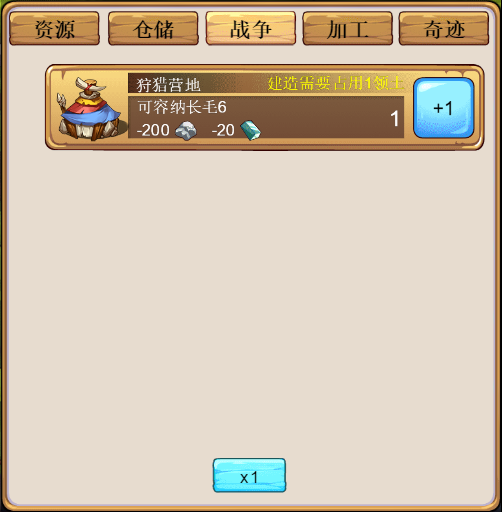 资源 仓储 战争 加工 奇迹
狩猎营地 建造需要占用1领土
可容纳长毛6
-200 -20 1 +1
x1